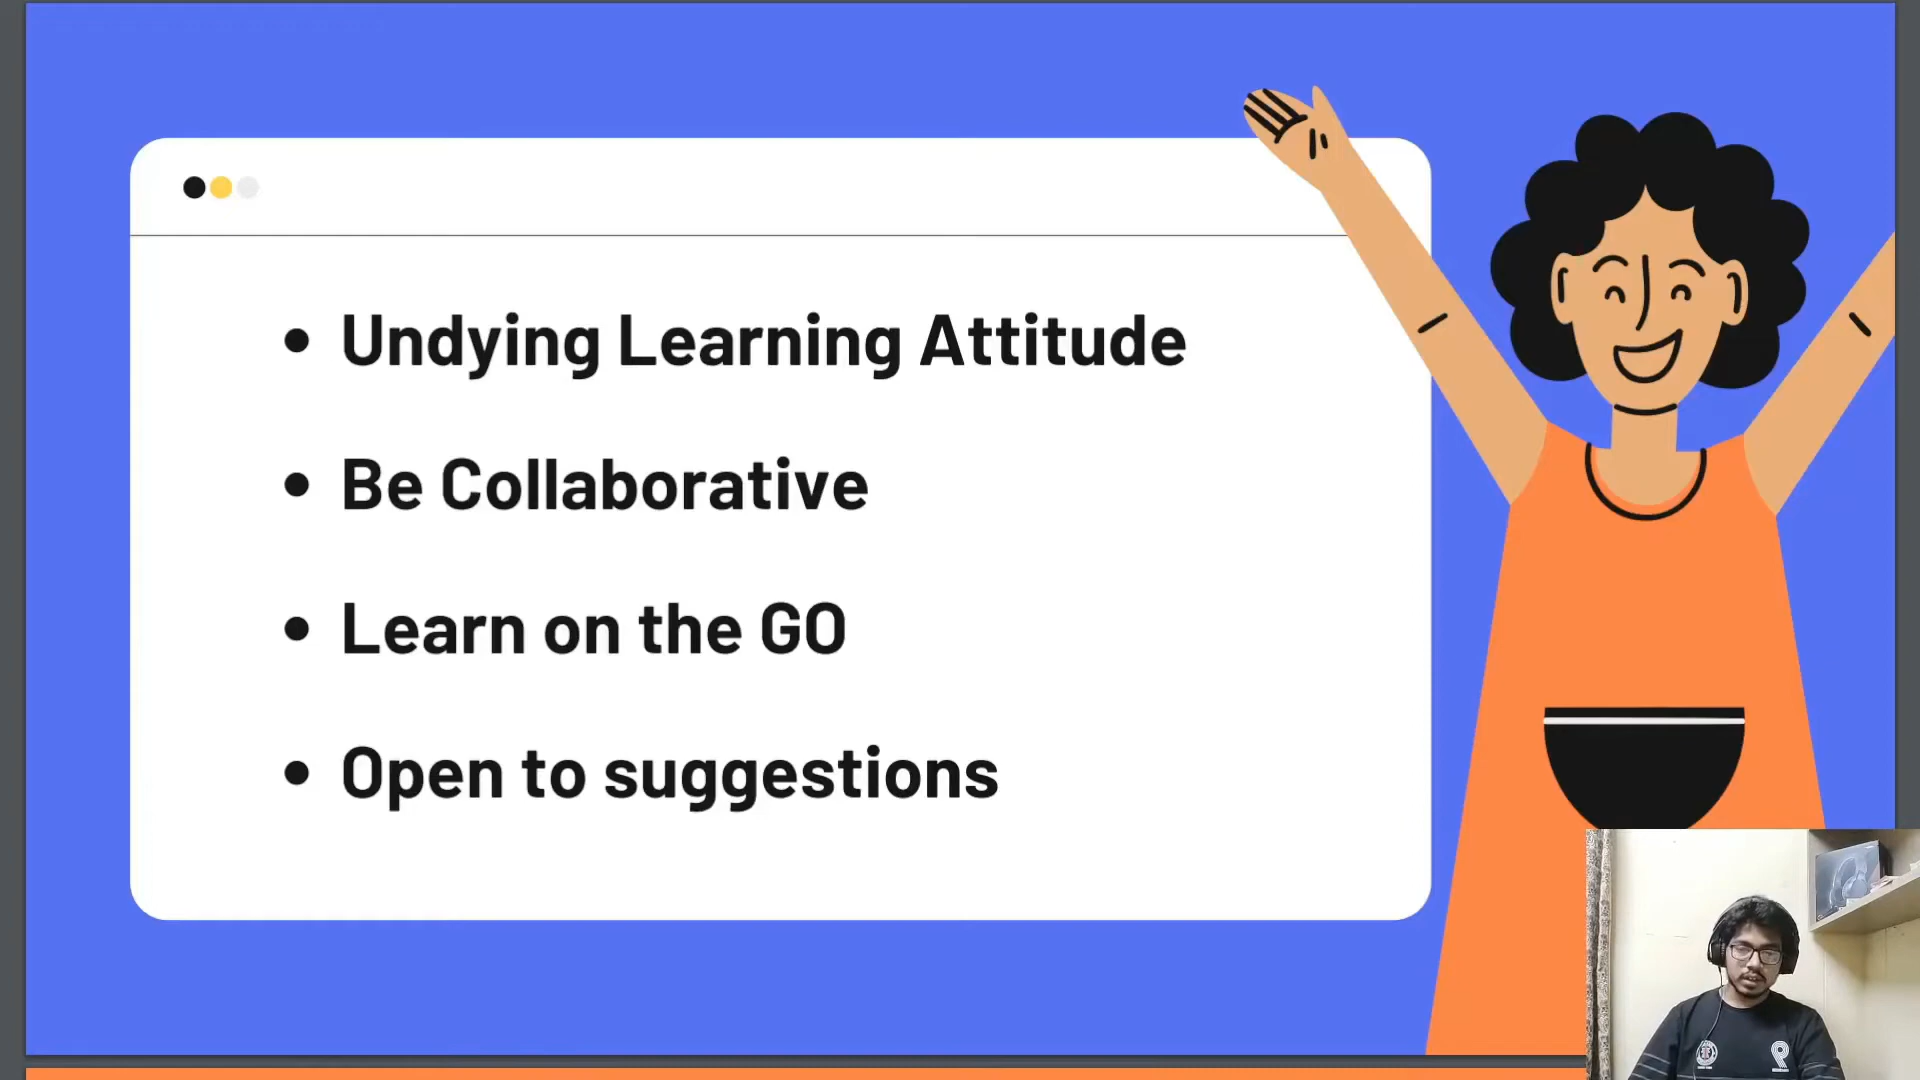 Undying Learning Attitude
Be Collaborative
Learn on the GO
Open to suggestions